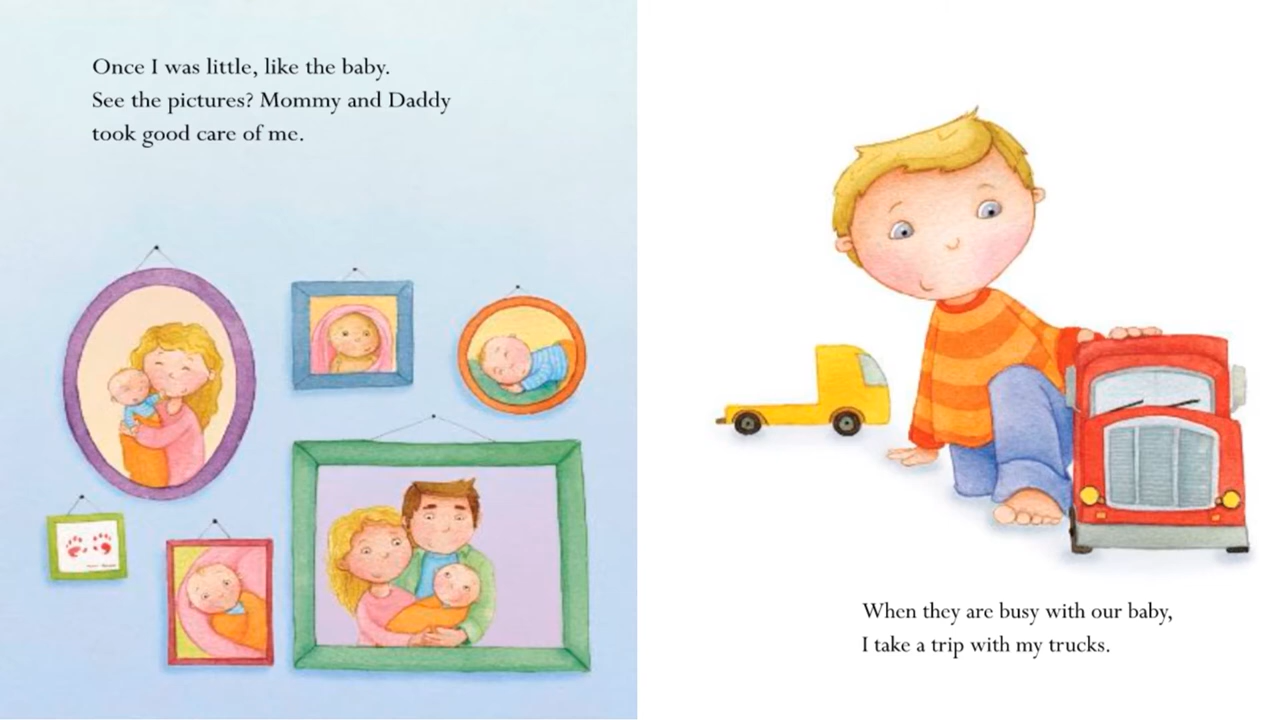 Once I was little, like the baby.
See the pictures? Mommy and Daddy
took good care of me.
When they are busy with our baby,
I take a trip with my trucks.